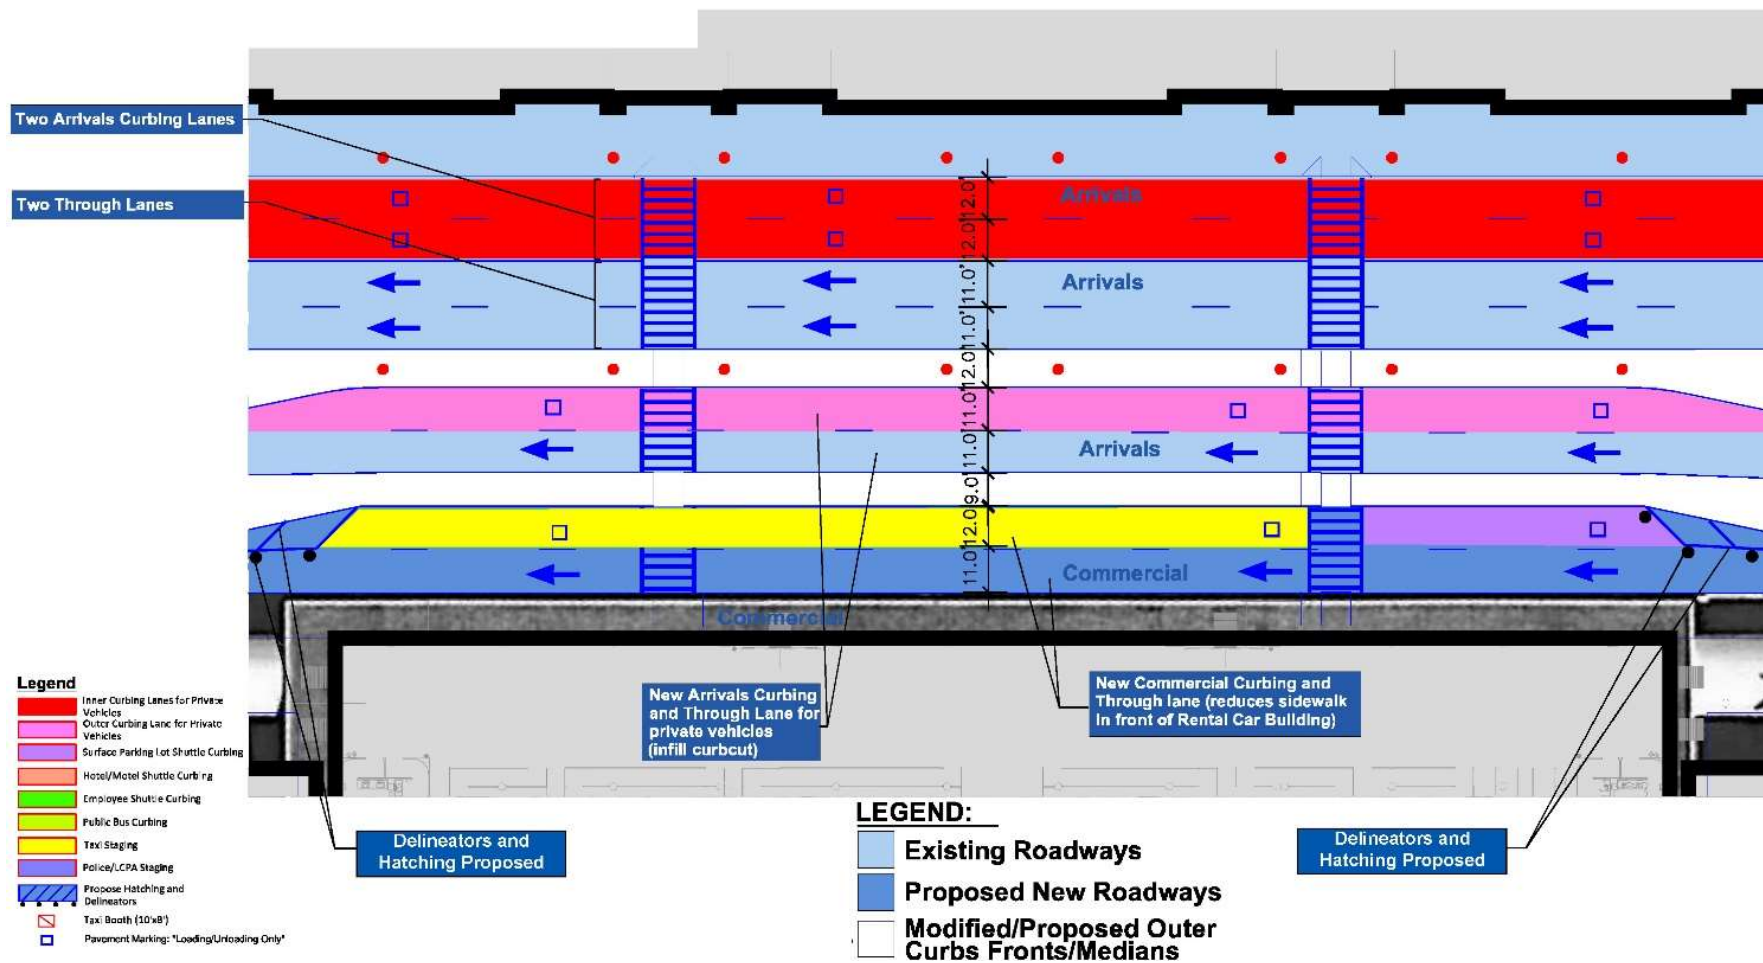 Two Arrivals Curbing Lanes
Two Through Lanes
Arrivals
12.0'
12.0'
Arrivals
11.0'
11.0'
12.0'
11.0'
Arrivals
11.0'
9.0'
12.0'
Commercial
11.0'
Commercial
New Arrivals Curbing
and Through Lane for
private vehicles
(infill curbcut)
New Commercial Curbing and
Through lane (reduces sidewalk
in front of Rental Car Building)
Delineators and
Hatching Proposed
Delineators and
Hatching Proposed
Legend
Inner Curbing Lanes for Private
Vehicles
Outer Curbing Lane for Private
Vehicles
Surface Parking Lot Shuttle Curbing
Hotel/Motel Shuttle Curbing
Employee Shuttle Curbing
Public Bus Curbing
Taxi Staging
Police/LCPA Staging
Propose Hatching and
Delineators
Taxi Booth (10'x8')
Pavement Marking: "Loading/Unloading Only"
LEGEND:
Existing Roadways
Proposed New Roadways
Modified/Proposed Outer
Curbs Fronts/Medians